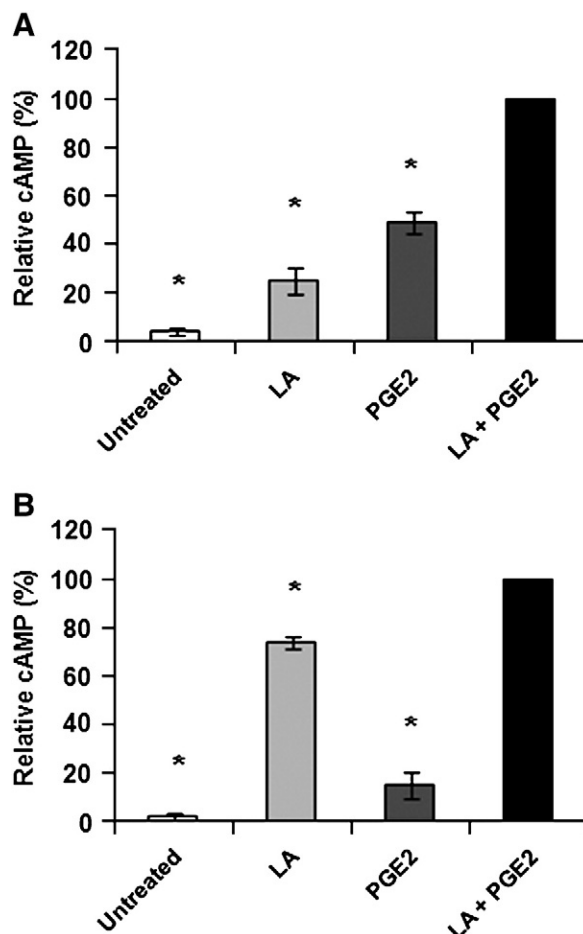 A
Relative cAMP (%)
120
100
80
60
40
20
0
*
*
*
Untreated
LA
PGE2
LA + PGE2
B
Relative cAMP (%)
120
100
80
60
40
20
0
*
*
*
Untreated
LA
PGE2
LA + PGE2